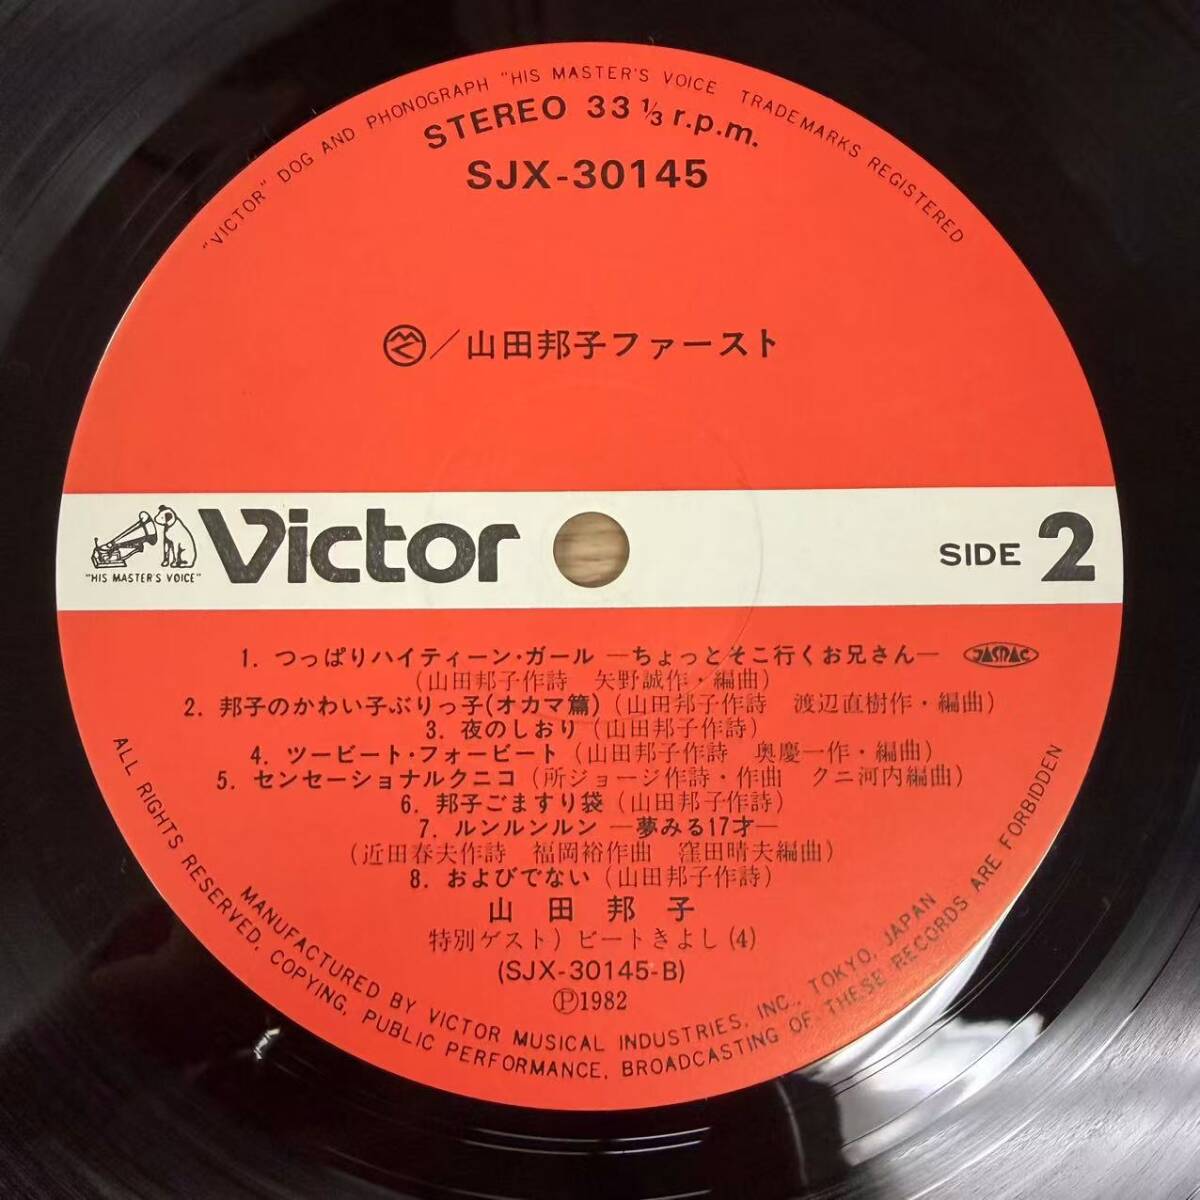 "VICTOR" DOG AND PHONOGRAPH "HIS MASTER'S VOICE TRADEMARKS REGISTERED
STEREO 33 1/3 r.p.m.
SJX-30145
/山田邦子ファースト
"HIS MASTER'S VOICE"
Victor
SIDE 2
1. つっぱりハイティーン・ガール ―ちょっとそこ行くお兄さん―
JASRAC
(山田邦子作詩 矢野誠作・編曲)
2. 邦子のかわい子ぶりっ子(オカマ篇)(山田邦子作詩 渡辺直樹作・編曲)
3. 夜のしおり(山田邦子作詩)
4. ツービート・フォービート(山田邦子作詩 奥慶一作・編曲)
5. センセーショナルクニコ(所ジョージ作詩・作曲 クニ河内編曲)
6. 邦子ごますり袋(山田邦子作詩)
7. ルンルンルン ―夢みる17才―
(近田春夫作詩 福岡裕作曲 窪田晴夫編曲)
8. およびでない(山田邦子作詩)
山田邦子
特別ゲスト)ビートきよし(4)
(SJX-30145-B)
Ⓟ1982
MANUFACTURED BY VICTOR MUSICAL INDUSTRIES, INC., TOKYO, JAPAN
ALL RIGHTS RESERVED, COPYING, PUBLIC PERFORMANCE, BROADCASTING OF THESE RECORDS ARE FORBIDDEN